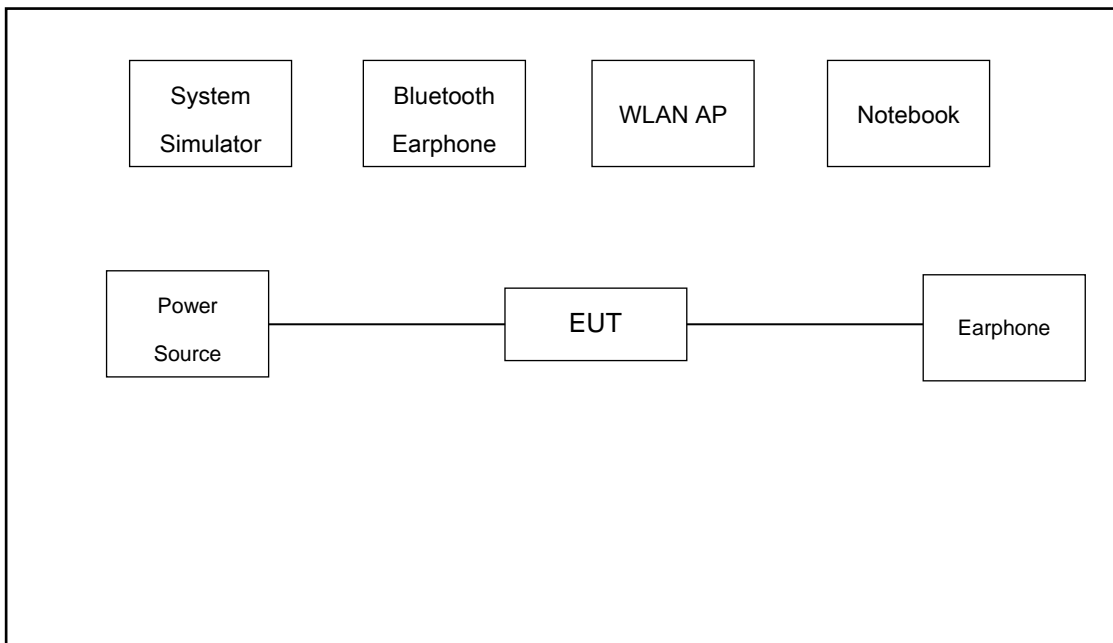 System
Simulator
Bluetooth
Earphone
WLAN AP
Notebook
Power
Source
EUT
Earphone